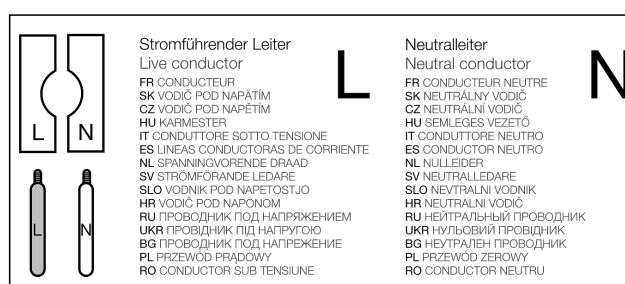 L N
L N
Stromführender Leiter
Live conductor
L
FR CONDUCTEUR
SK VODIČ POD NAPÄTÍM
CZ VODIČ POD NAPĚTÍM
HU KARMESTER
IT CONDUTTORE SOTTO TENSIONE
ES LINEAS CONDUCTORAS DE CORRIENTE
NL SPANNINGVORENDE DRAAD
SV STRÖMFÖRANDE LEDARE
SLO VODNIK POD NAPETOSTJO
HR VODIČ POD NAPONOM
RU ПРОВОДНИК ПОД НАПРЯЖЕНИЕМ
UKR ПРОВІДНИК ПІД НАПРУГОЮ
BG ПРОВОДНИК ПОД НАПРЕЖЕНИЕ
PL PRZEWÓD PRĄDOWY
RO CONDUCTOR SUB TENSIUNE
Neutralleiter
Neutral conductor
N
FR CONDUCTEUR NEUTRE
SK NEUTRÁLNY VODIČ
CZ NEUTRÁLNÍ VODIČ
HU SEMLEGES VEZETŐ
IT CONDUTTORE NEUTRO
ES CONDUCTOR NEUTRO
NL NULLEIDER
SV NEUTRALLEDARE
SLO NEVTRALNI VODNIK
HR NEUTRALNI VODIČ
RU НЕЙТРАЛЬНЫЙ ПРОВОДНИК
UKR НУЛЬОВИЙ ПРОВІДНИК
BG НЕУТРАЛЕН ПРОВОДНИК
PL PRZEWÓD ZEROWY
RO CONDUCTOR NEUTRU